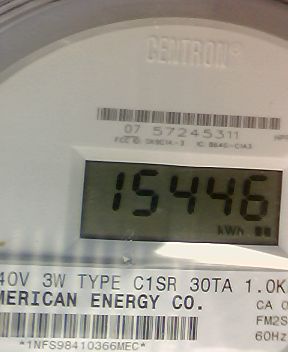 CENTRON®
07 57245311
15446
kWh
40V 3W TYPE C1SR 30TA 1.0K
MERICAN ENERGY CO.
CA 0
FM2S
60Hz
*1NFS98410366MEC*